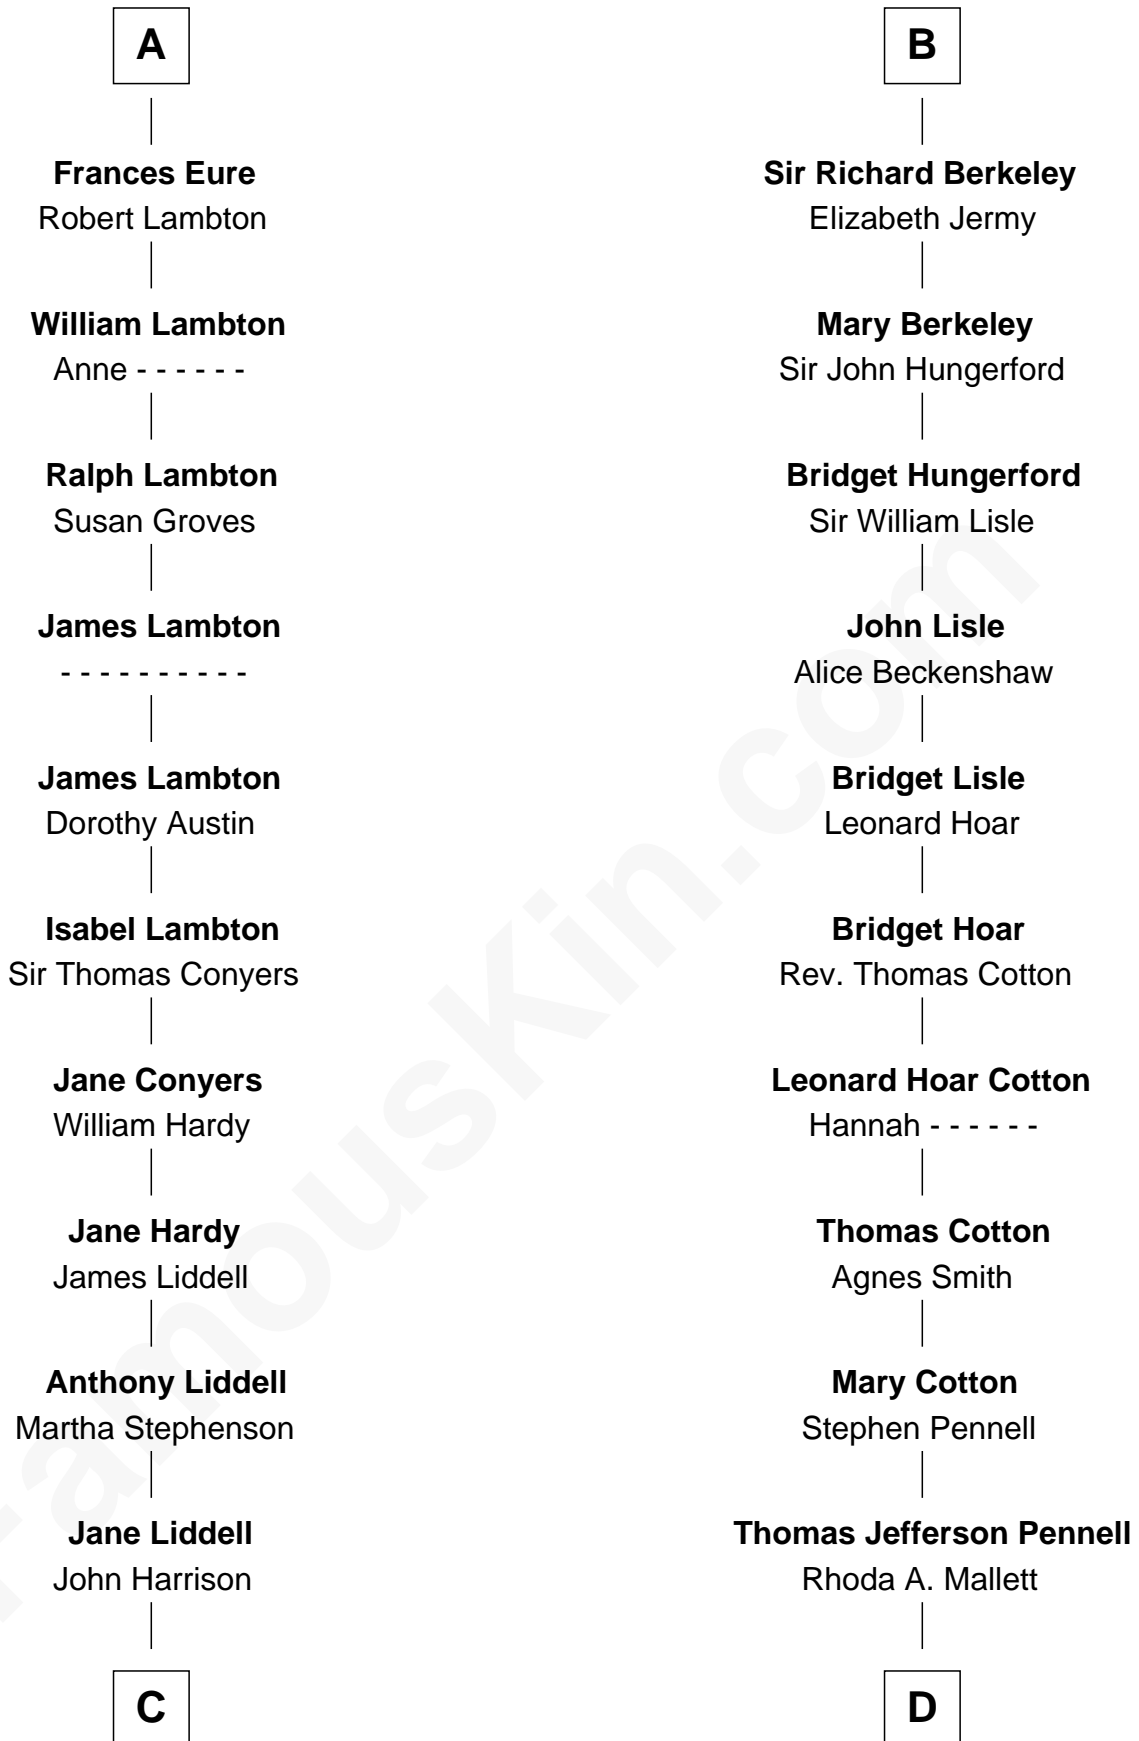 A
Frances Eure
Robert Lambton
William Lambton
Anne - - - - - -
Ralph Lambton
Susan Groves
James Lambton
- - - - - - - - - -
James Lambton
Dorothy Austin
Isabel Lambton
Sir Thomas Conyers
Jane Conyers
William Hardy
Jane Hardy
James Liddell
Anthony Liddell
Martha Stephenson
Jane Liddell
John Harrison
C
B
Sir Richard Berkeley
Elizabeth Jermy
Mary Berkeley
Sir John Hungerford
Bridget Hungerford
Sir William Lisle
John Lisle
Alice Beckenshaw
Bridget Lisle
Leonard Hoar
Bridget Hoar
Rev. Thomas Cotton
Leonard Hoar Cotton
Hannah - - - - - -
Thomas Cotton
Agnes Smith
Mary Cotton
Stephen Pennell
Thomas Jefferson Pennell
Rhoda A. Mallett
D
FamousKin.com